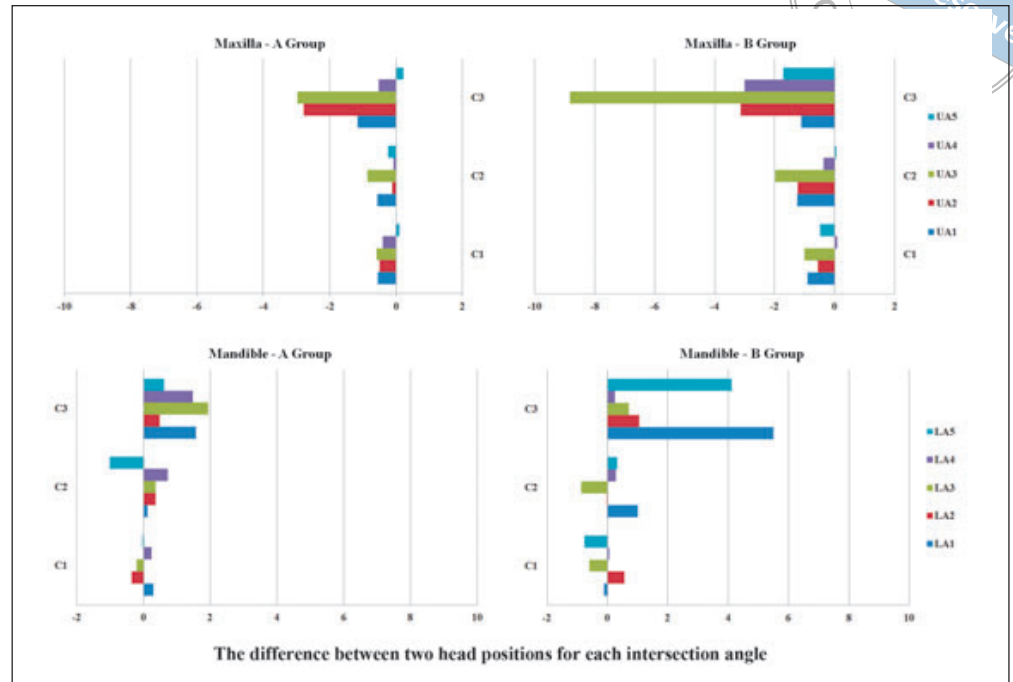 Maxilla - A Group
Maxilla - B Group
C3
C2
C1
-10 -8 -6 -4 -2 0 2
C3
C2
C1
-10 -8 -6 -4 -2 0 2
UA5
UA4
UA3
UA2
UA1
Mandible - A Group
Mandible - B Group
C3
C2
C1
-2 0 2 4 6 8 10
C3
C2
C1
-2 0 2 4 6 8 10
LA5
LA4
LA3
LA2
LA1
The difference between two head positions for each intersection angle